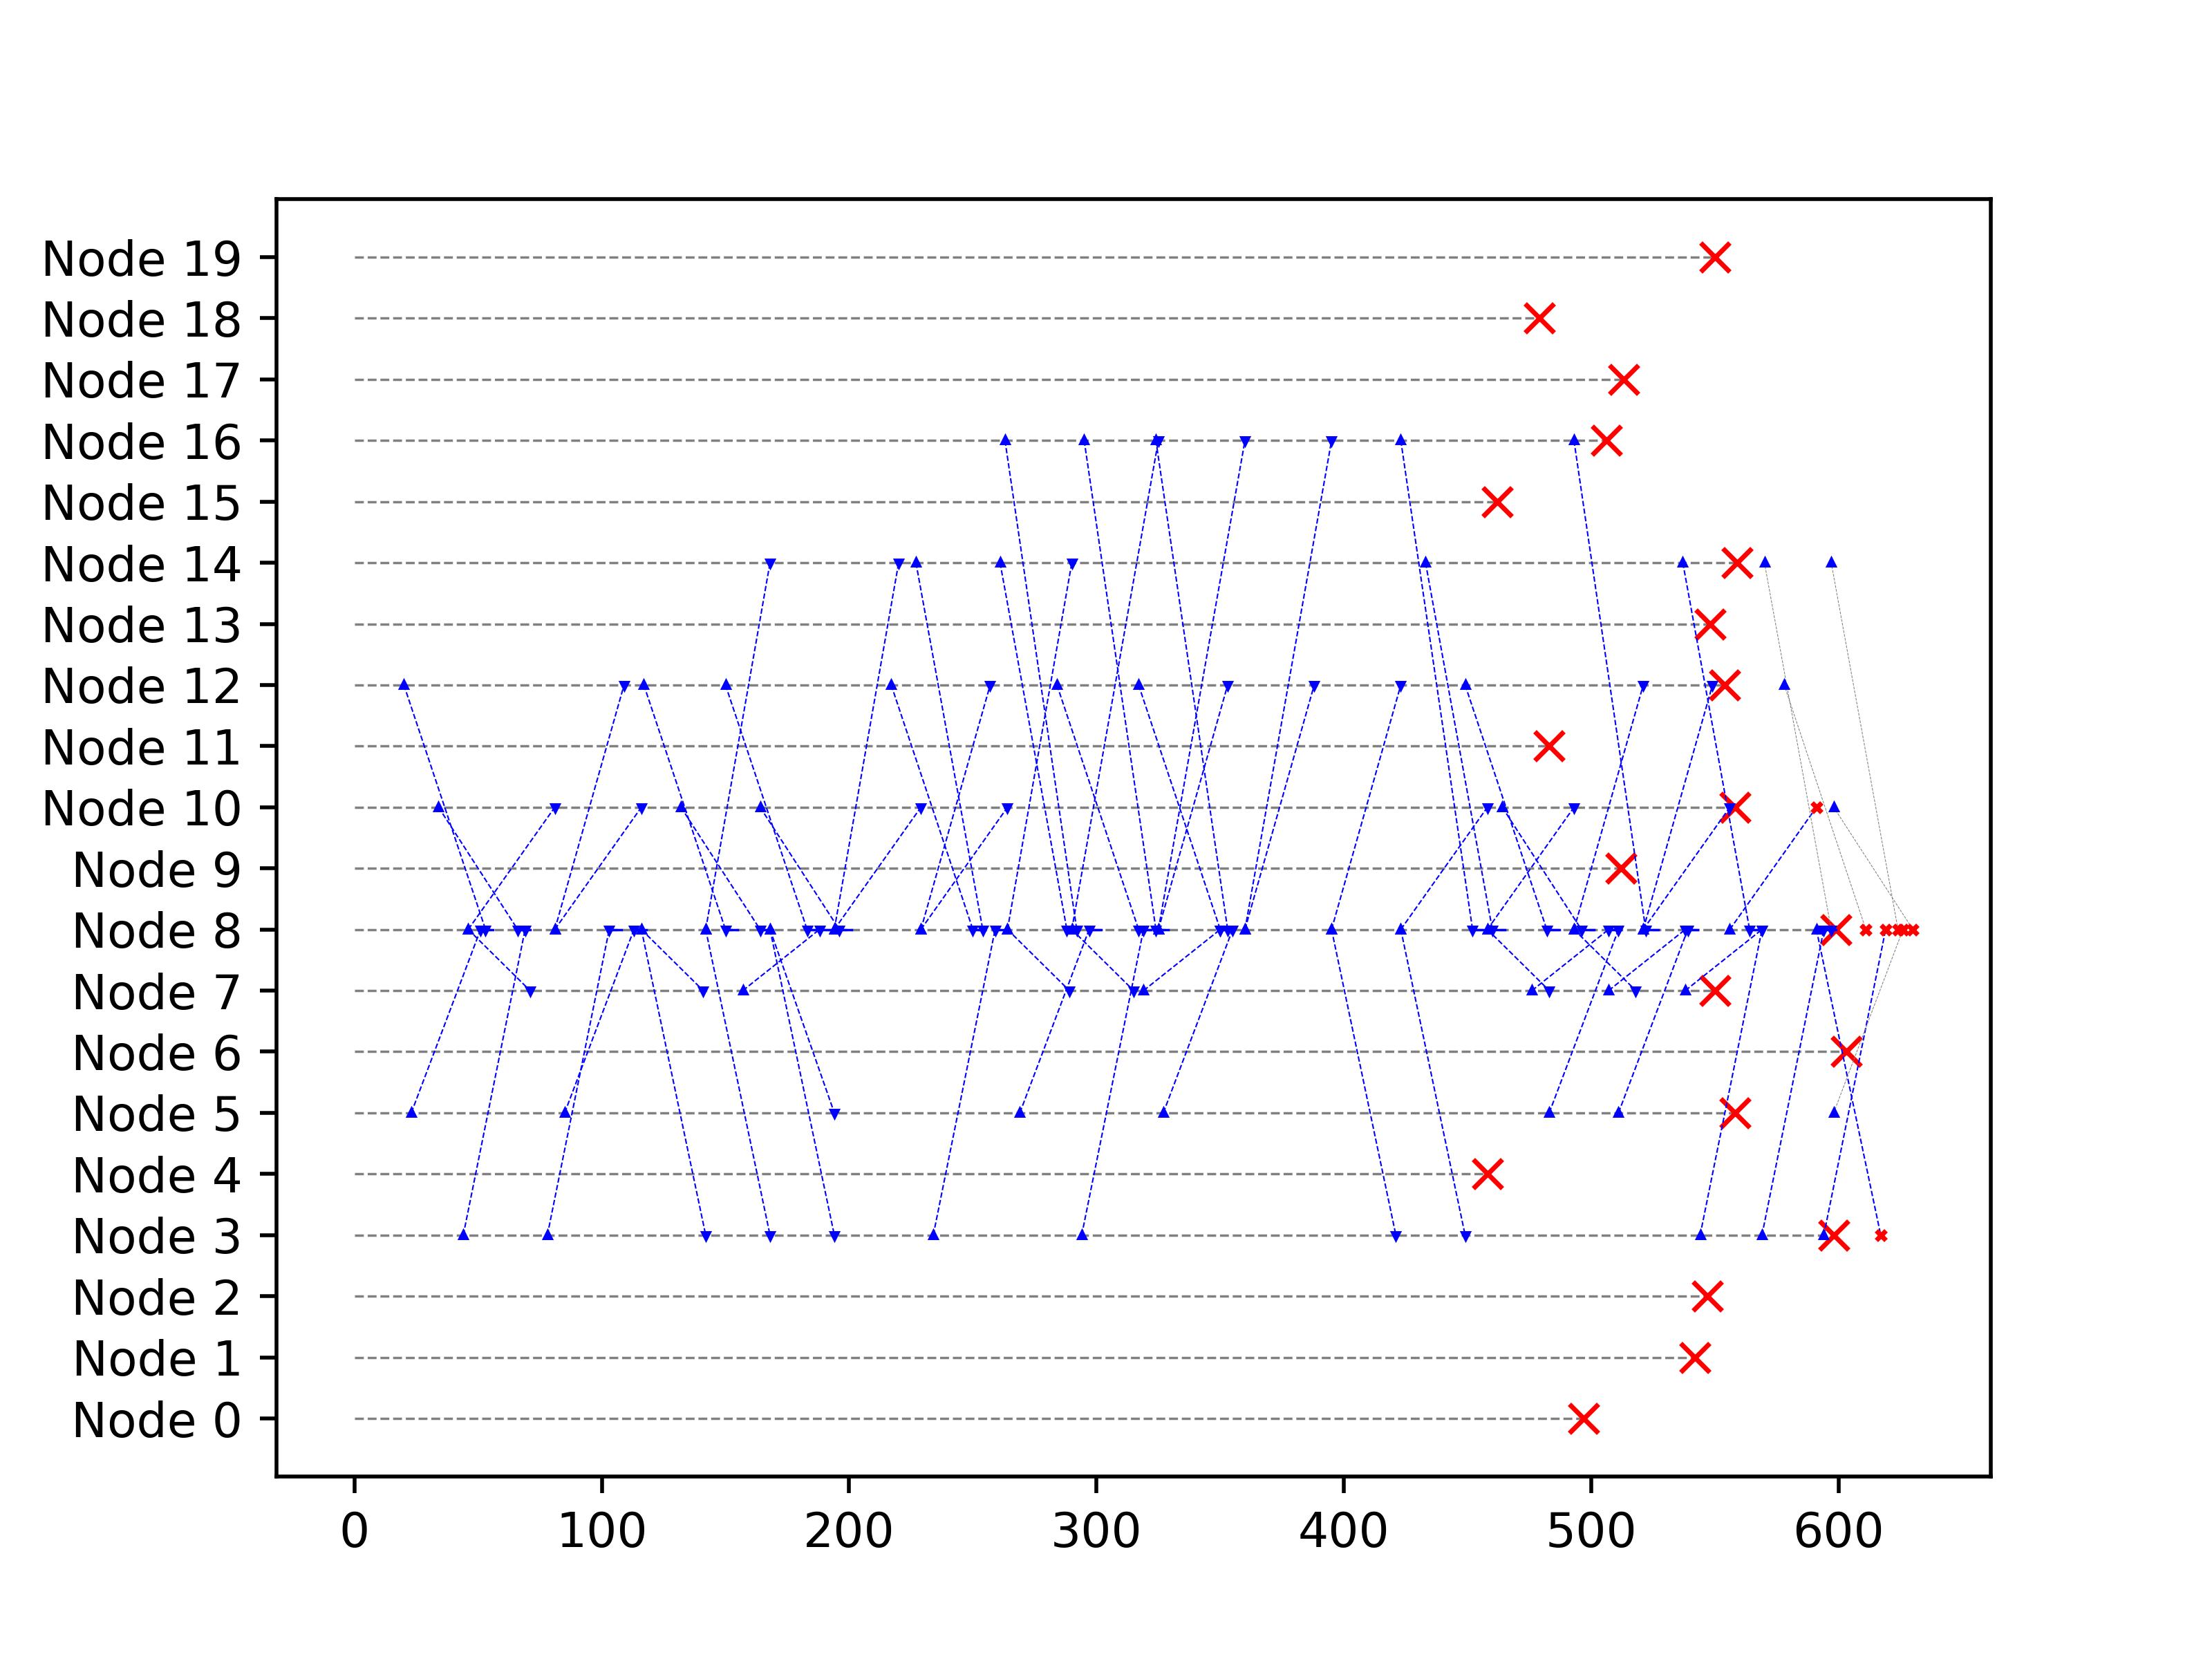 Node 19
Node 18
Node 17
Node 16
Node 15
Node 14
Node 13
Node 12
Node 11
Node 10
Node 9
Node 8
Node 7
Node 6
Node 5
Node 4
Node 3
Node 2
Node 1
Node 0
0 100 200 300 400 500 600